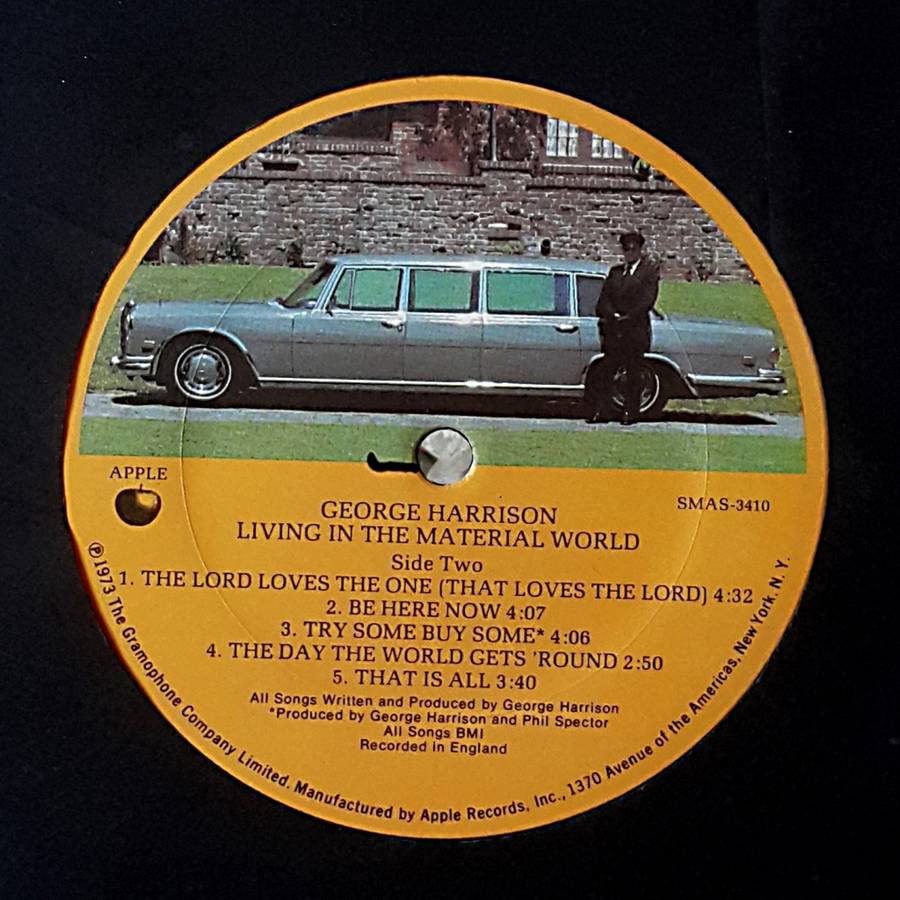 APPLE
SMAS-3410
GEORGE HARRISON
LIVING IN THE MATERIAL WORLD
Side Two
1. THE LORD LOVES THE ONE (THAT LOVES THE LORD) 4:32
2. BE HERE NOW 4:07
3. TRY SOME BUY SOME* 4:06
4. THE DAY THE WORLD GETS 'ROUND 2:50
5. THAT IS ALL 3:40
All Songs Written and Produced by George Harrison
*Produced by George Harrison and Phil Spector
All Songs BMI
Recorded in England
℗1973 The Gramophone Company Limited. Manufactured by Apple Records, Inc., 1370 Avenue of the Americas, New York, N. Y.